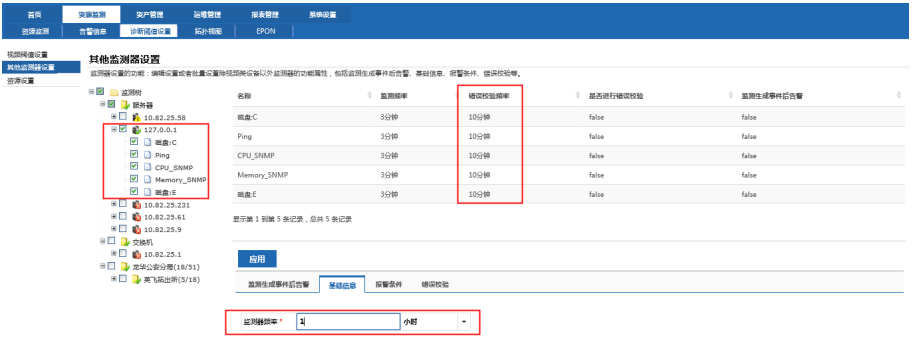 首页 资源监测 资产管理 运维管理 报表管理 系统设置
资源监测 告警信息 诊断阈值设置 拓扑视图 EPON
视频阈值设置
其他监测器设置
资源设置
其他监测器设置
监测器设置的功能：编辑设置或者批量设置除视频类设备以外监测器的功能属性，包括监测生成事件后告警、基础信息、报警条件、错误校验等。
监测树
服务器
10.82.25.58
127.0.0.1
磁盘:C
Ping
CPU_SNMP
Memory_SNMP
磁盘:E
10.82.25.231
10.82.25.61
10.82.25.9
交换机
10.82.25.1
龙华公安分局(18/51)
英飞拓出所(5/18)
名称 监测频率 错误校验频率 是否进行错误校验 监测生成事件后告警
磁盘:C 3分钟 10分钟 false false
Ping 3分钟 10分钟 false false
CPU_SNMP 3分钟 10分钟 false false
Memory_SNMP 3分钟 10分钟 false false
磁盘:E 3分钟 10分钟 false false
显示第 1 到第 5 条记录，总共 5 条记录
应用
监测生成事件后告警 基础信息 报警条件 错误校验
监测器频率 * 1 小时